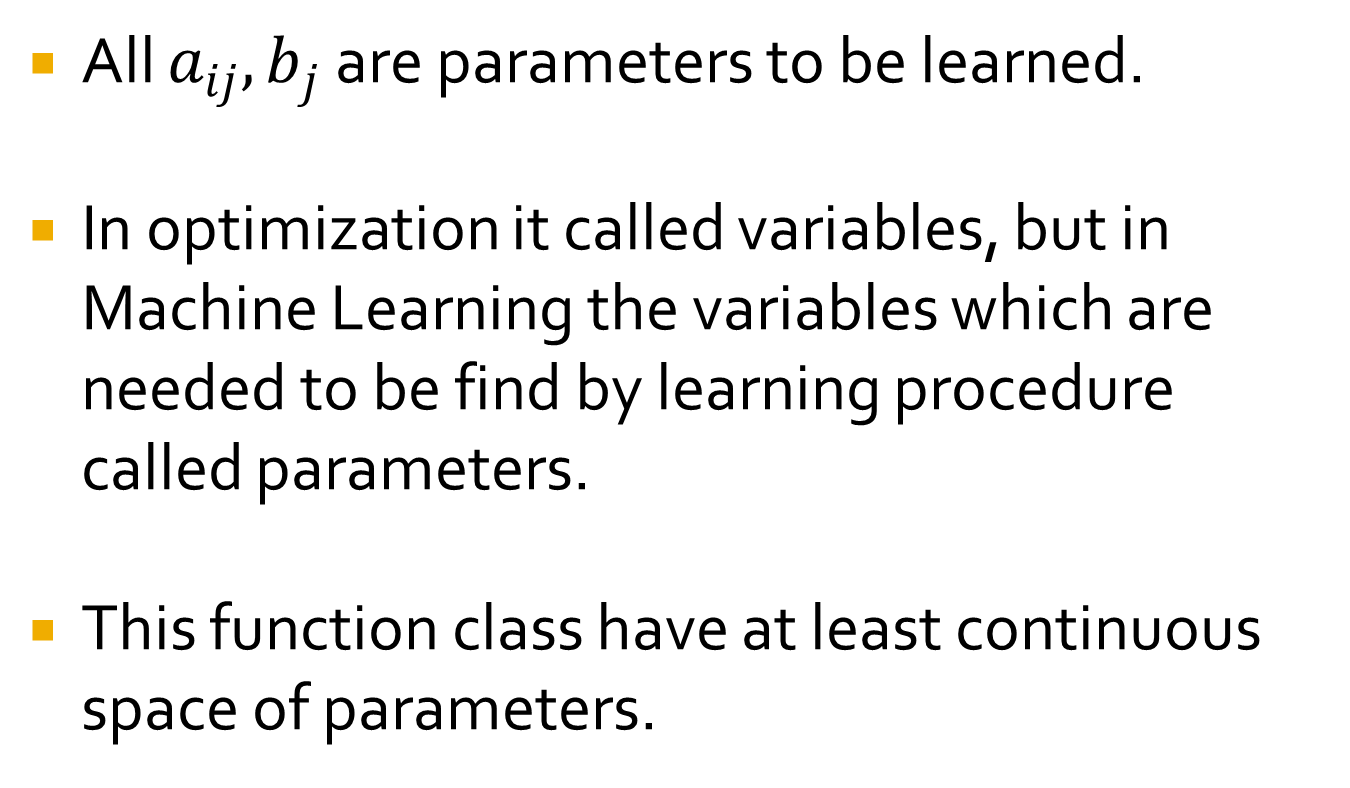 All a_{ij}, b_j are parameters to be learned.
In optimization it called variables, but in
Machine Learning the variables which are
needed to be find by learning procedure
called parameters.
This function class have at least continuous
space of parameters.